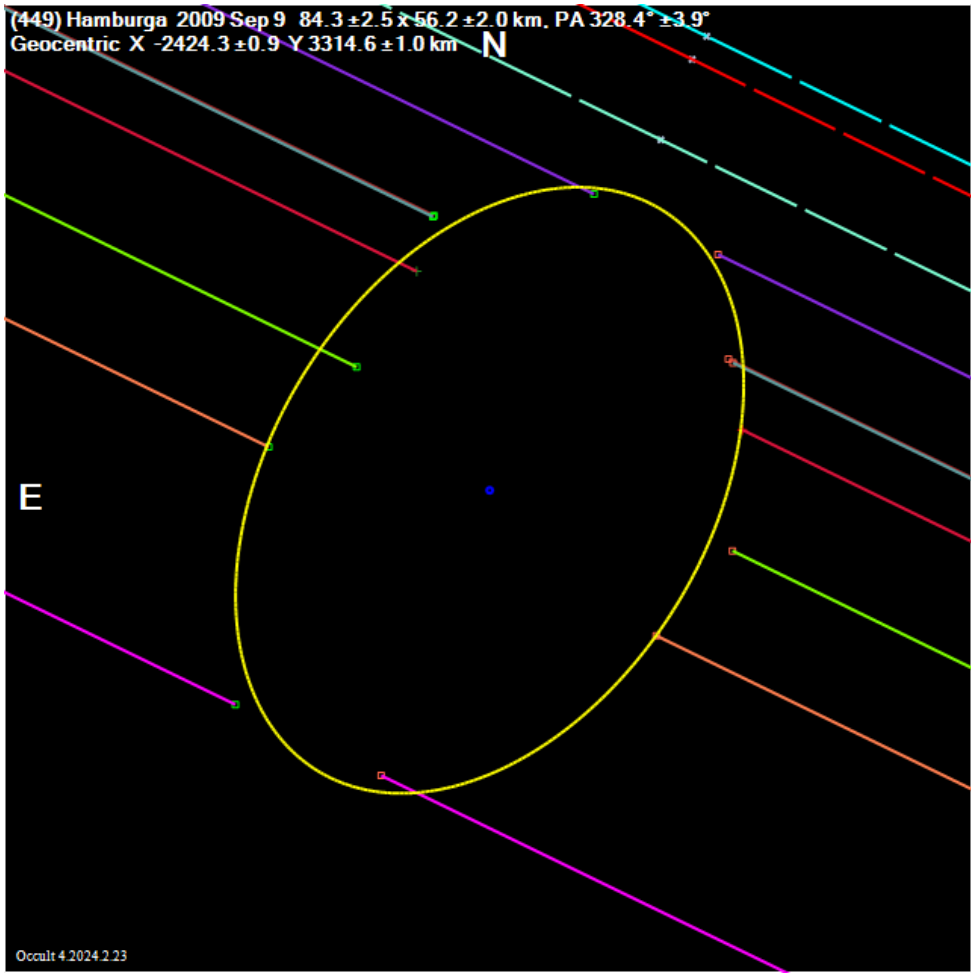 (449) Hamburga 2009 Sep 9 84.3 ±2.5 x 56.2 ±2.0 km, PA 328.4° ±3.9°
Geocentric X -2424.3 ±0.9 Y 3314.6 ±1.0 km
N
E
Occult 4.2024.2.23